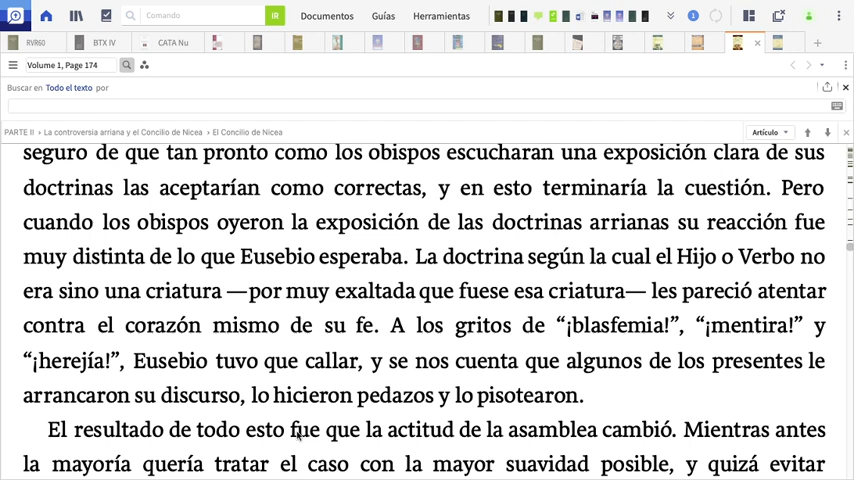 Comando
IR
Documentos
Guías
Herramientas
1
RVR60
BTX IV
CATA Nu
Volume 1, Page 174
Buscar en Todo el texto por
PARTE II › La controversia arriana y el Concilio de Nicea › El Concilio de Nicea
Artículo
seguro de que tan pronto como los obispos escucharan una exposición clara de sus
doctrinas las aceptarían como correctas, y en esto terminaría la cuestión. Pero
cuando los obispos oyeron la exposición de las doctrinas arrianas su reacción fue
muy distinta de lo que Eusebio esperaba. La doctrina según la cual el Hijo o Verbo no
era sino una criatura —por muy exaltada que fuese esa criatura— les pareció atentar
contra el corazón mismo de su fe. A los gritos de “¡blasfemia!”, “¡mentira!” y
“¡herejía!”, Eusebio tuvo que callar, y se nos cuenta que algunos de los presentes le
arrancaron su discurso, lo hicieron pedazos y lo pisotearon.
El resultado de todo esto fue que la actitud de la asamblea cambió. Mientras antes
la mayoría quería tratar el caso con la mayor suavidad posible, y quizá evitar